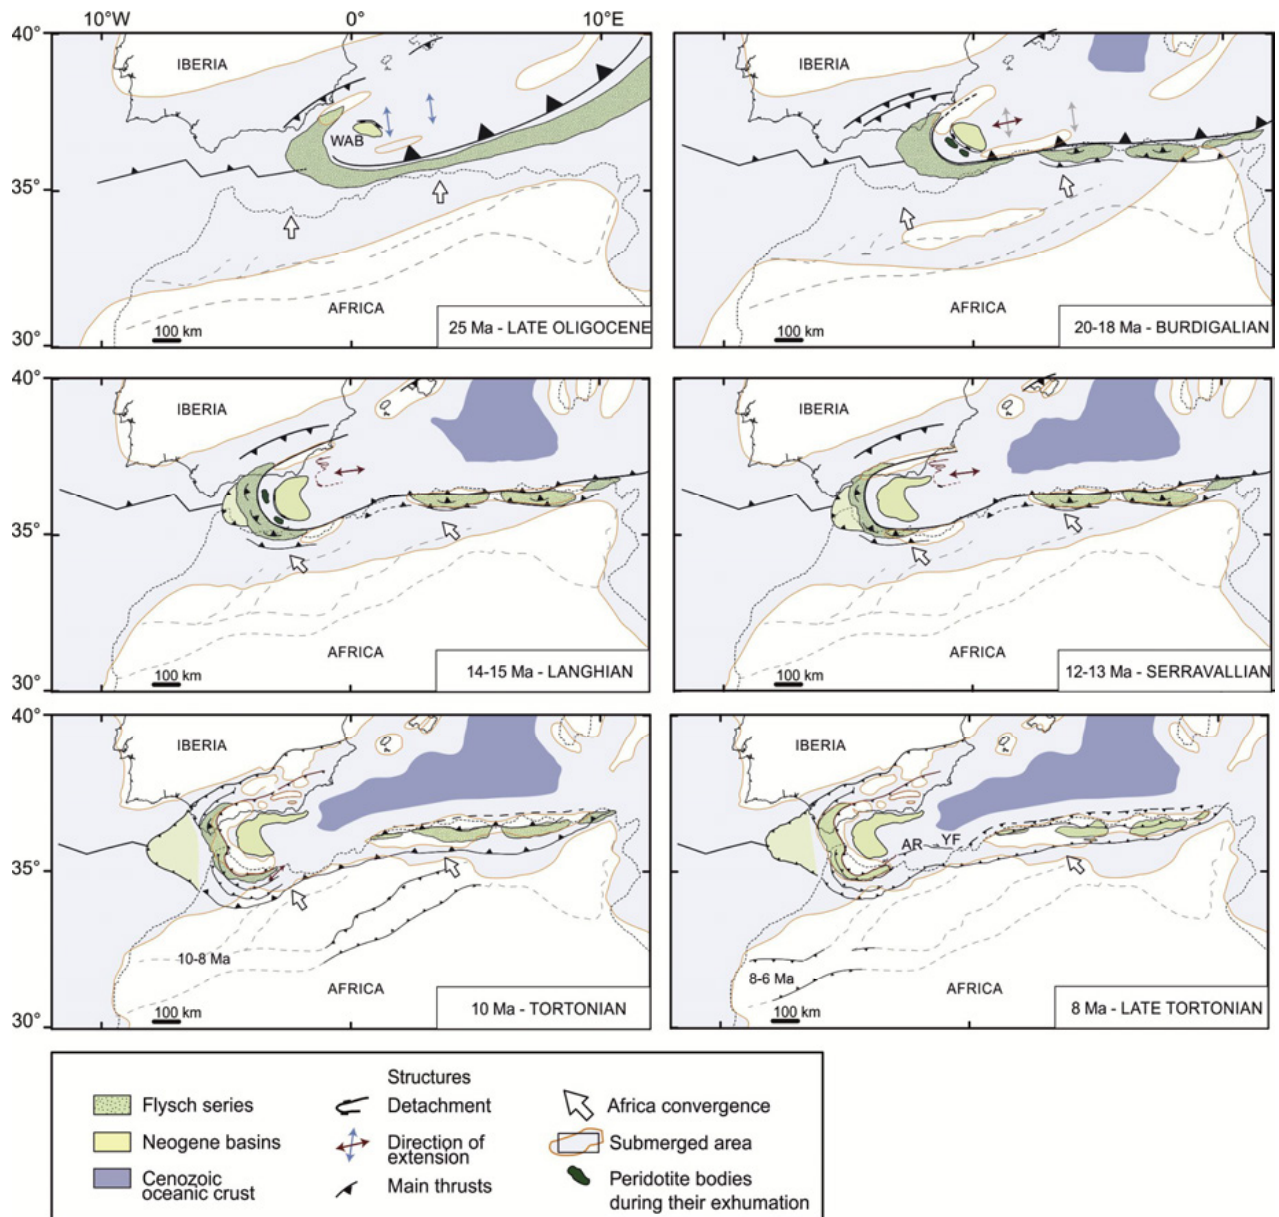 10°W 0° 10°E
40°
35°
30°
IBERIA
WAB
AFRICA
100 km
25 Ma - LATE OLIGOCENE
IBERIA
AFRICA
100 km
20-18 Ma - BURDIGALIAN
40°
35°
30°
IBERIA
AFRICA
100 km
14-15 Ma - LANGHIAN
IBERIA
AFRICA
100 km
12-13 Ma - SERRAVALLIAN
40°
35°
30°
IBERIA
10-8 Ma
AFRICA
100 km
10 Ma - TORTONIAN
IBERIA
AR YF
8-6 Ma
AFRICA
100 km
8 Ma - LATE TORTONIAN
Flysch series
Neogene basins
Cenozoic
oceanic crust
Structures
Detachment
Direction of
extension
Main thrusts
Africa convergence
Submerged area
Peridotite bodies
during their exhumation